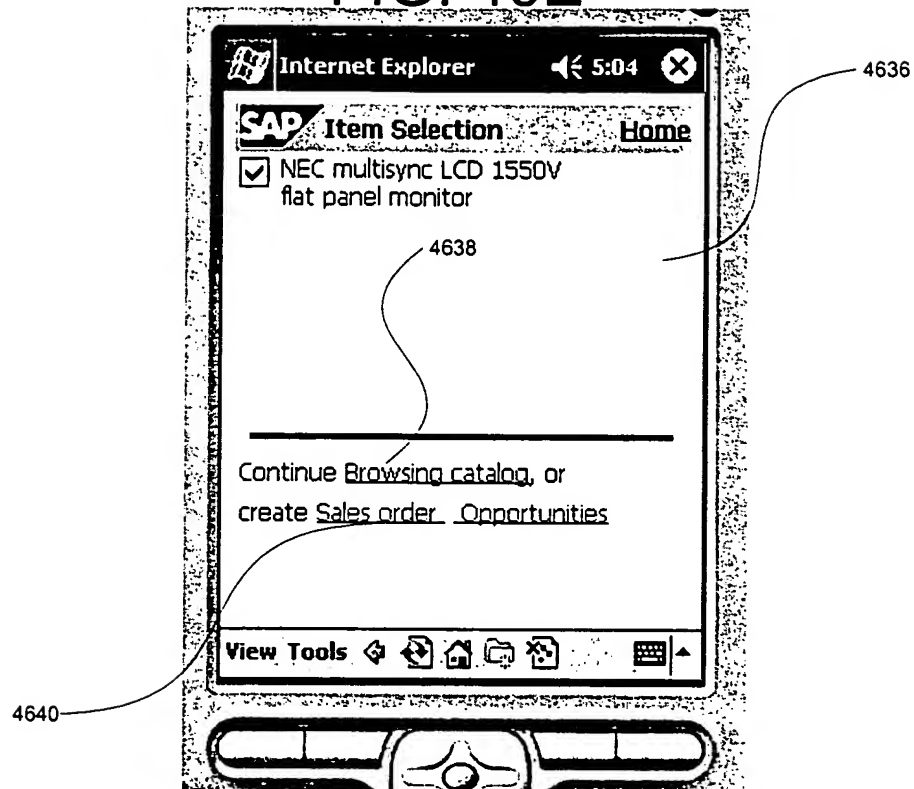 Internet Explorer 5:04
4636
SAP Item Selection Home
NEC multisync LCD 1550V
flat panel monitor
4638
Continue Browsing catalog, or
create Sales order Opportunities
View Tools
4640